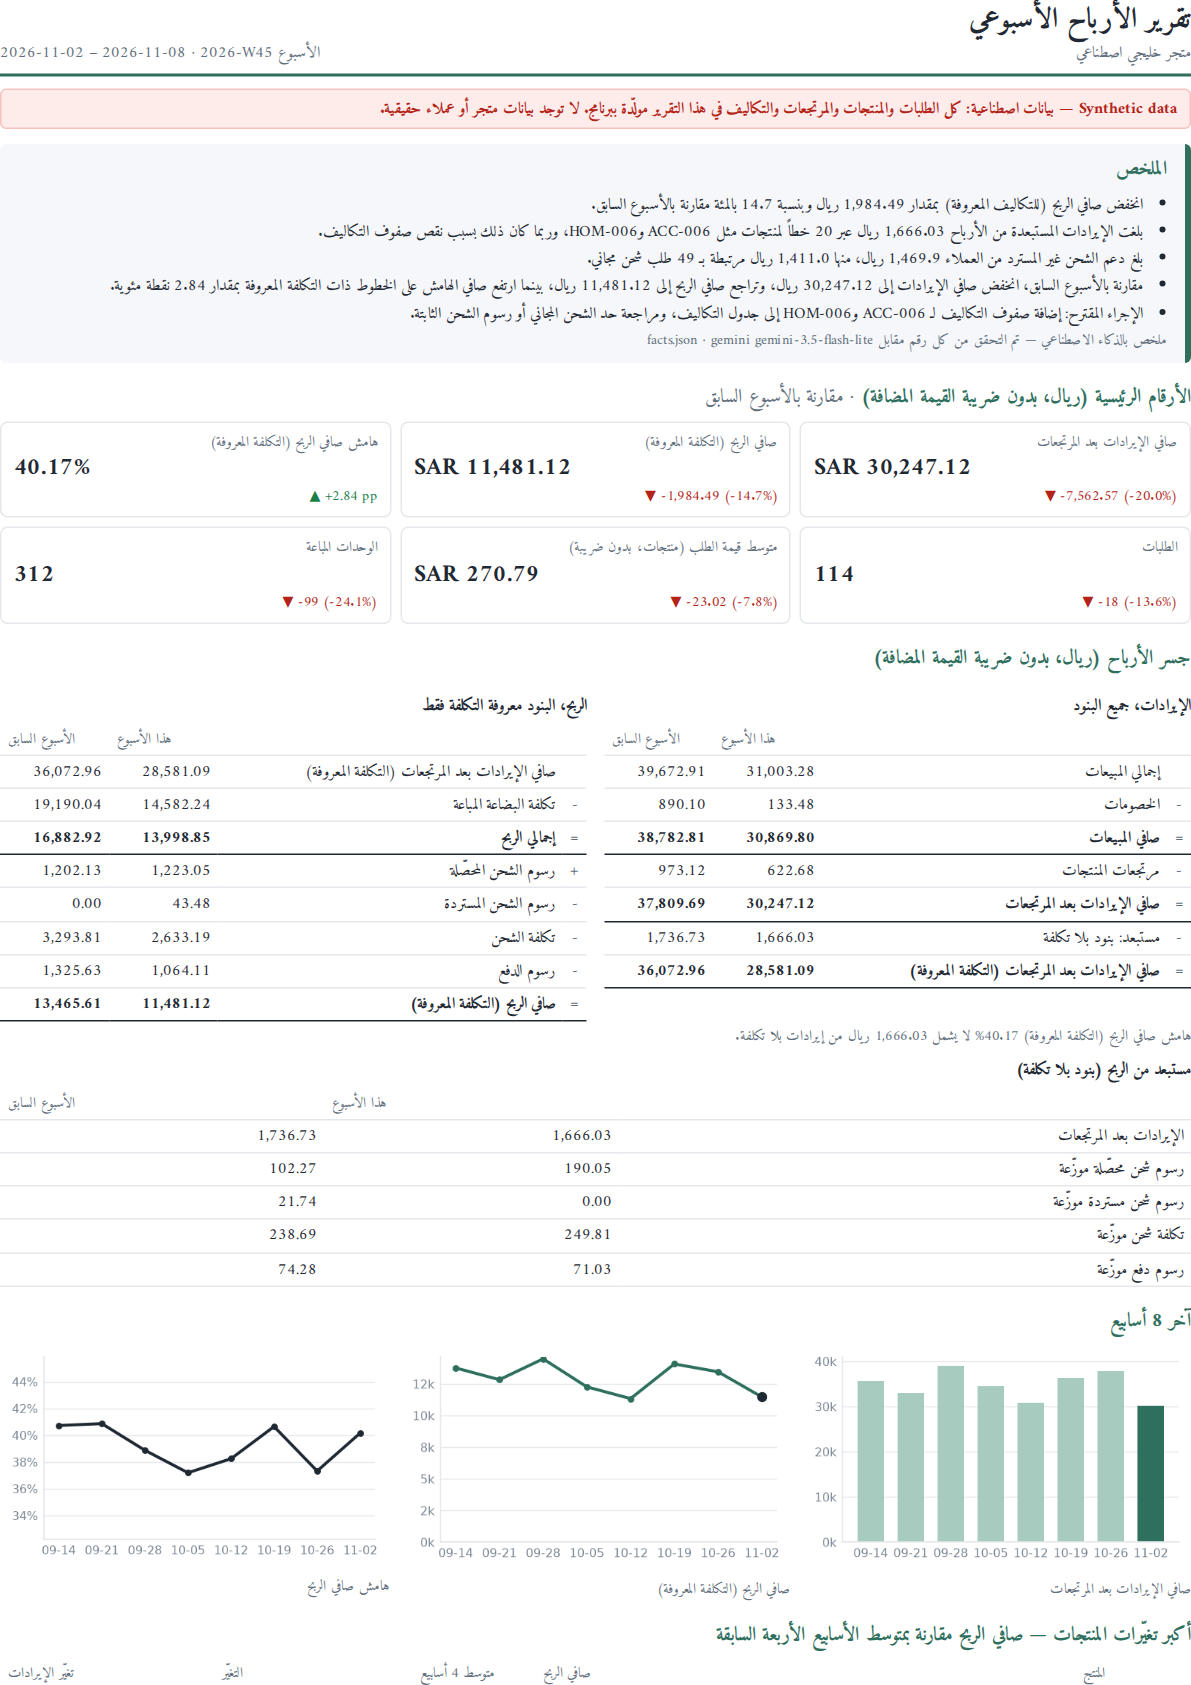 تقرير الأرباح الأسبوعي
متجر خليجي اصطناعي
الأسبوع 2026-W45 · 2026-11-08 – 2026-11-02
Synthetic data — بيانات اصطناعية: كل الطلبات والمنتجات والمرتجعات والتكاليف في هذا التقرير مولّدة ببرنامج. لا توجد بيانات متجر أو عملاء حقيقية.
الملخص
• انخفض صافي الربح (للتكاليف المعروفة) بمقدار 1,984.49 ريال وبنسبة 14.7 بالمئة مقارنة بالأسبوع السابق.
• بلغت الإيرادات المستبعدة من الأرباح 1,666.03 ريال عبر 20 خطاً لمنتجات مثل ACC-006 وHOM-006، وربما كان ذلك بسبب نقص صفوف التكاليف.
• بلغ دعم الشحن غير المسترد من العملاء 1,469.9 ريال، منها 1,411.0 ريال مرتبطة بـ 49 طلب شحن مجاني.
• مقارنة بالأسبوع السابق، انخفض صافي الإيرادات إلى 30,247.12 ريال، وتراجع صافي الربح إلى 11,481.12 ريال، بينما ارتفع صافي الهامش على الخطوط ذات التكلفة المعروفة بمقدار 2.84 نقطة مئوية.
• الإجراء المقترح: إضافة صفوف التكاليف لـ ACC-006 وHOM-006 إلى جدول التكاليف، ومراجعة حد الشحن المجاني أو رسوم الشحن الثابتة.
ملخص بالذكاء الاصطناعي — تم التحقق من كل رقم مقابل facts.json · gemini gemini-3.5-flash-lite
الأرقام الرئيسية (ريال، بدون ضريبة القيمة المضافة) · مقارنة بالأسبوع السابق
صافي الإيرادات بعد المرتجعات
SAR 30,247.12
▼ -7,562.57 (-20.0%)
صافي الربح (التكلفة المعروفة)
SAR 11,481.12
▼ -1,984.49 (-14.7%)
هامش صافي الربح (التكلفة المعروفة)
40.17%
▲ +2.84 pp
الطلبات
114
▼ -18 (-13.6%)
متوسط قيمة الطلب (منتجات، بدون ضريبة)
SAR 270.79
▼ -23.02 (-7.8%)
الوحدات المباعة
312
▼ -99 (-24.1%)
جسر الأرباح (ريال، بدون ضريبة القيمة المضافة)
الإيرادات، جميع البنود
هذا الأسبوع الأسبوع السابق
إجمالي المبيعات 31,003.28 39,672.91
- الخصومات 133.48 890.10
= صافي المبيعات 30,869.80 38,782.81
- مرتجعات المنتجات 622.68 973.12
= صافي الإيرادات بعد المرتجعات 30,247.12 37,809.69
- مستبعد: بنود بلا تكلفة 1,666.03 1,736.73
= صافي الإيرادات بعد المرتجعات (التكلفة المعروفة) 28,581.09 36,072.96
الربح، البنود معروفة التكلفة فقط
هذا الأسبوع الأسبوع السابق
صافي الإيرادات بعد المرتجعات (التكلفة المعروفة) 28,581.09 36,072.96
- تكلفة البضاعة المباعة 14,582.24 19,190.04
= إجمالي الربح 13,998.85 16,882.92
+ رسوم الشحن المحصّلة 1,223.05 1,202.13
- رسوم الشحن المستردة 43.48 0.00
- تكلفة الشحن 2,633.19 3,293.81
- رسوم الدفع 1,064.11 1,325.63
= صافي الربح (التكلفة المعروفة) 11,481.12 13,465.61
هامش صافي الربح (التكلفة المعروفة) 40.17% لا يشمل 1,666.03 ريال من إيرادات بلا تكلفة.
مستبعد من الربح (بنود بلا تكلفة)
هذا الأسبوع الأسبوع السابق
الإيرادات بعد المرتجعات 1,666.03 1,736.73
رسوم شحن محصّلة موزّعة 190.05 102.27
رسوم شحن مستردة موزّعة 0.00 21.74
تكلفة شحن موزّعة 249.81 238.69
رسوم دفع موزّعة 71.03 74.28
آخر 8 أسابيع
40k
30k
20k
10k
0k
09-14 09-21 09-28 10-05 10-12 10-19 10-26 11-02
صافي الإيرادات بعد المرتجعات
12k
10k
8k
5k
2k
0k
09-14 09-21 09-28 10-05 10-12 10-19 10-26 11-02
صافي الربح (التكلفة المعروفة)
44%
42%
40%
38%
36%
34%
09-14 09-21 09-28 10-05 10-12 10-19 10-26 11-02
هامش صافي الربح
أكبر تغيّرات المنتجات — صافي الربح مقارنة بمتوسط الأسابيع الأربعة السابقة
المنتج صافي الربح متوسط 4 أسابيع التغيّر تغيّر الإيرادات